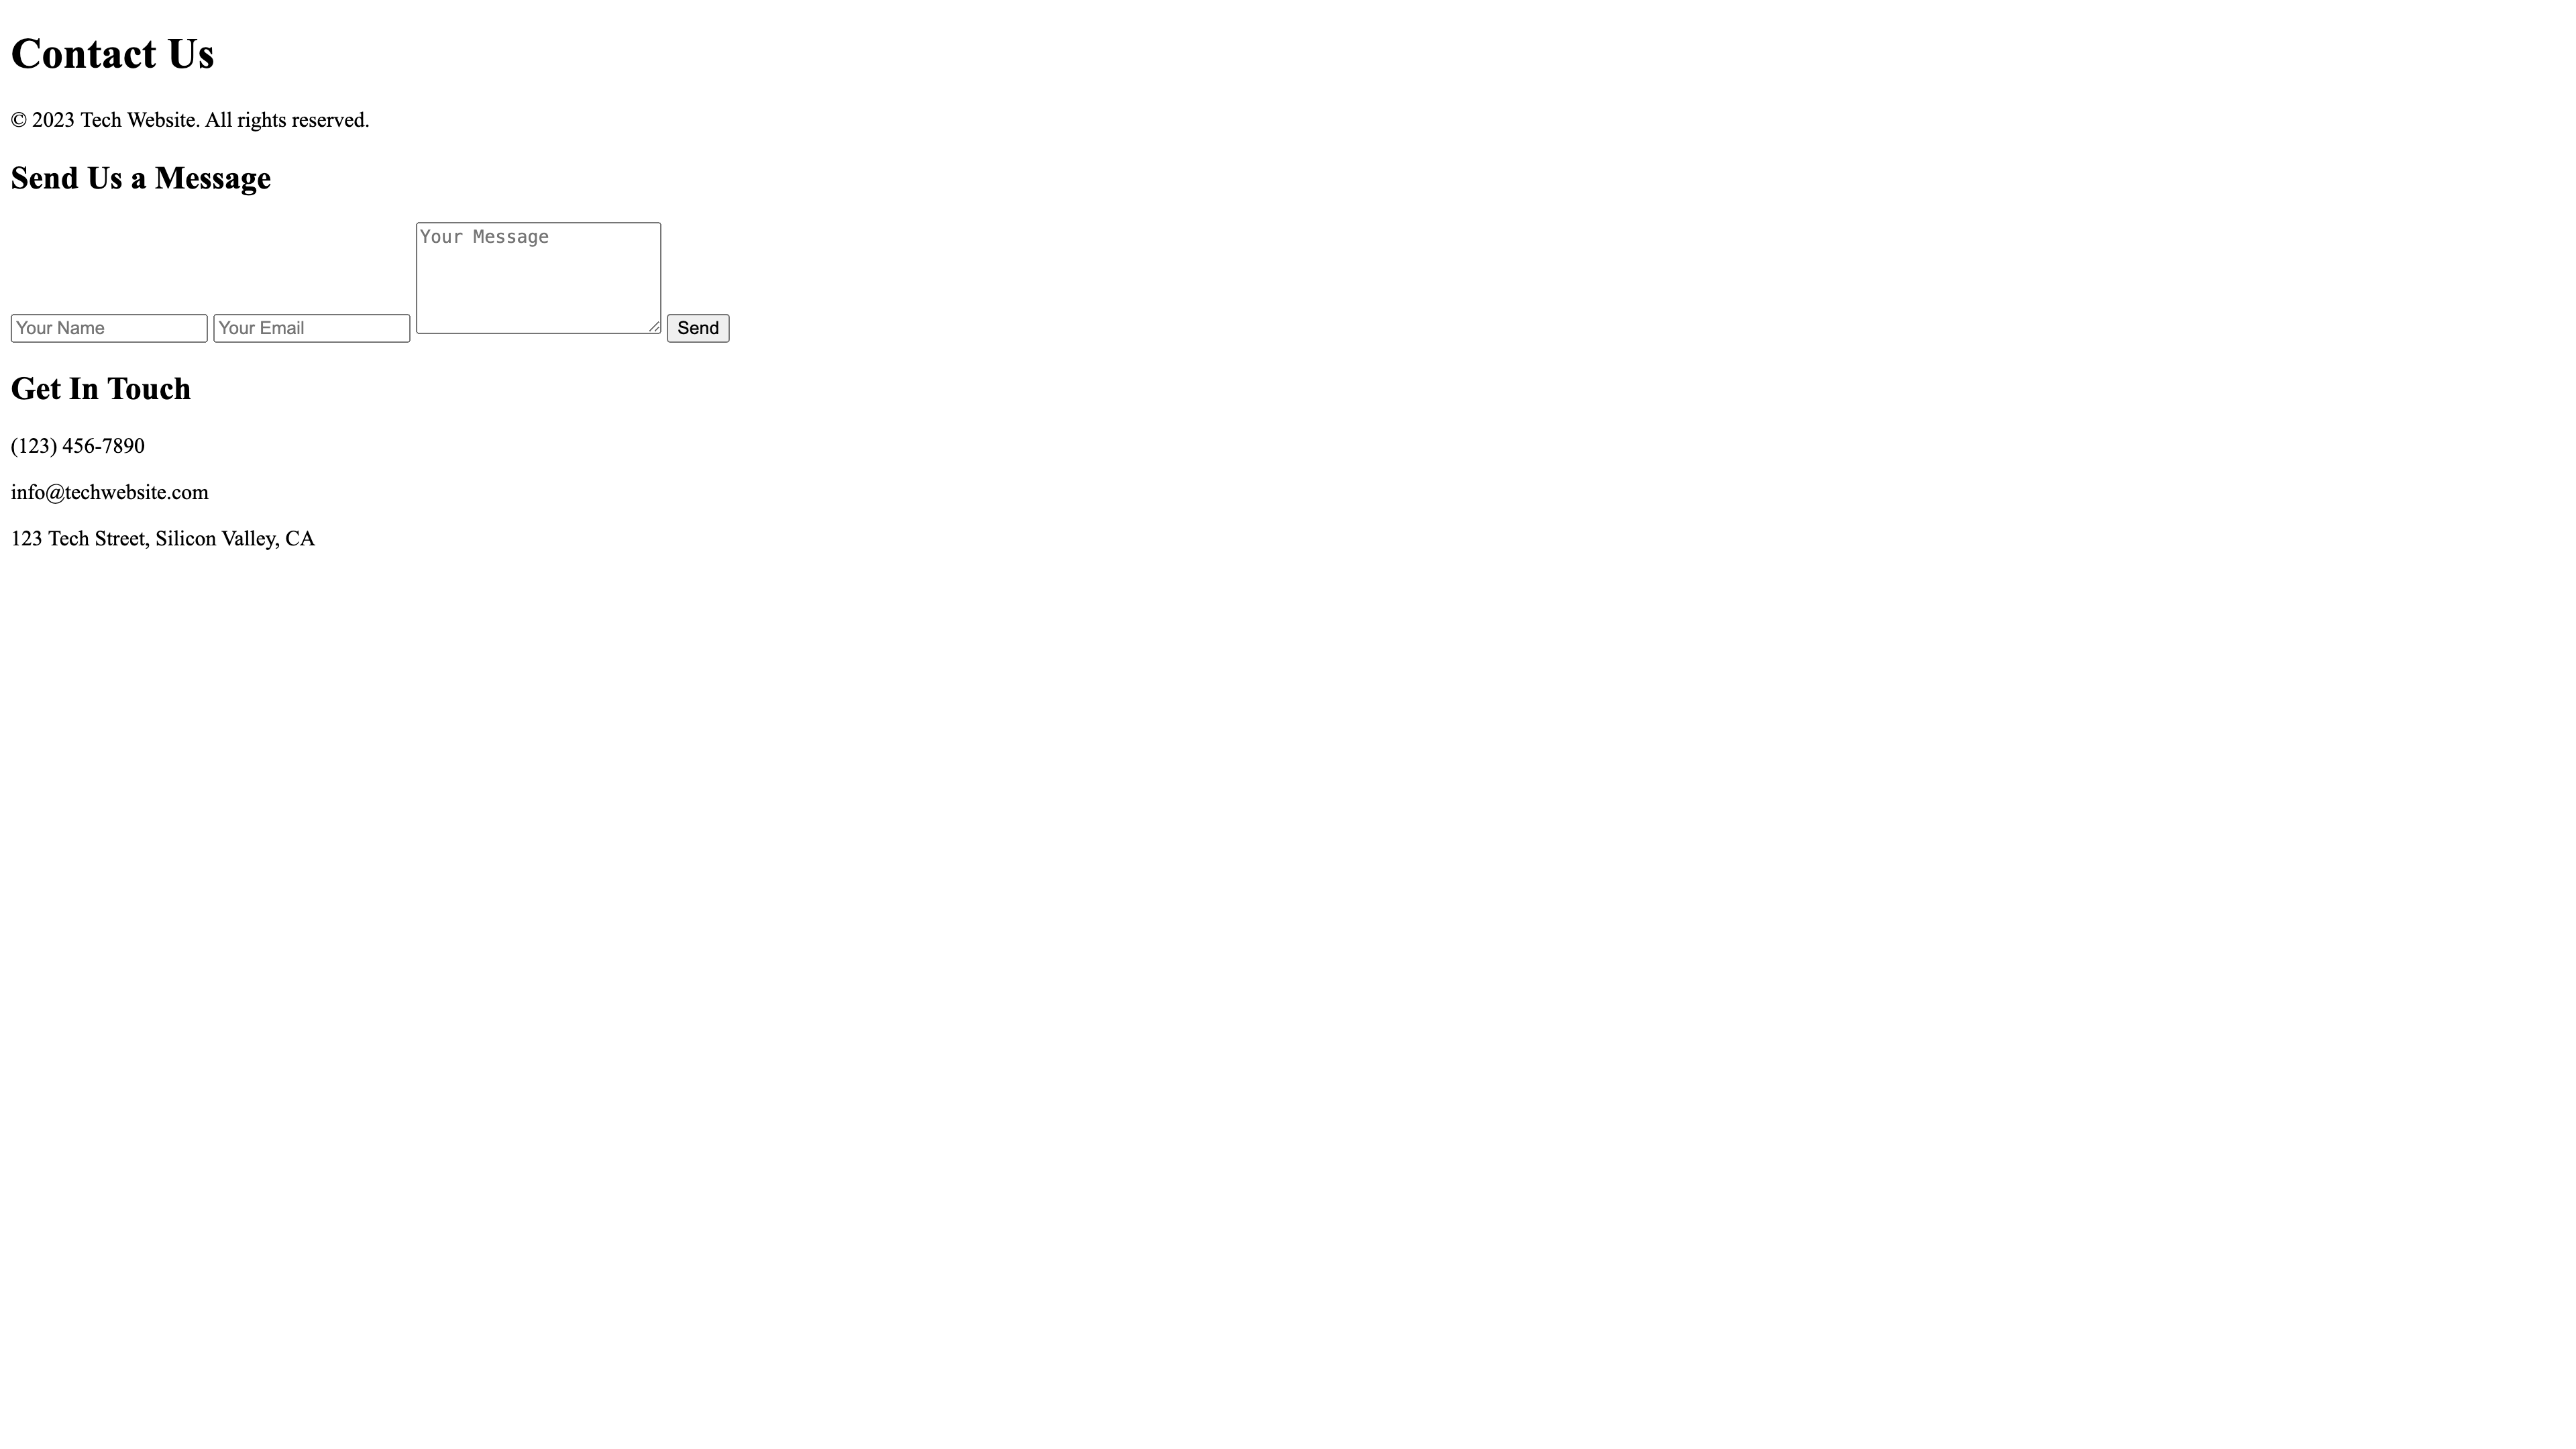 Contact Us
© 2023 Tech Website. All rights reserved.
Send Us a Message
Your Message
Your Name Your Email Send
Get In Touch
(123) 456-7890
info@techwebsite.com
123 Tech Street, Silicon Valley, CA